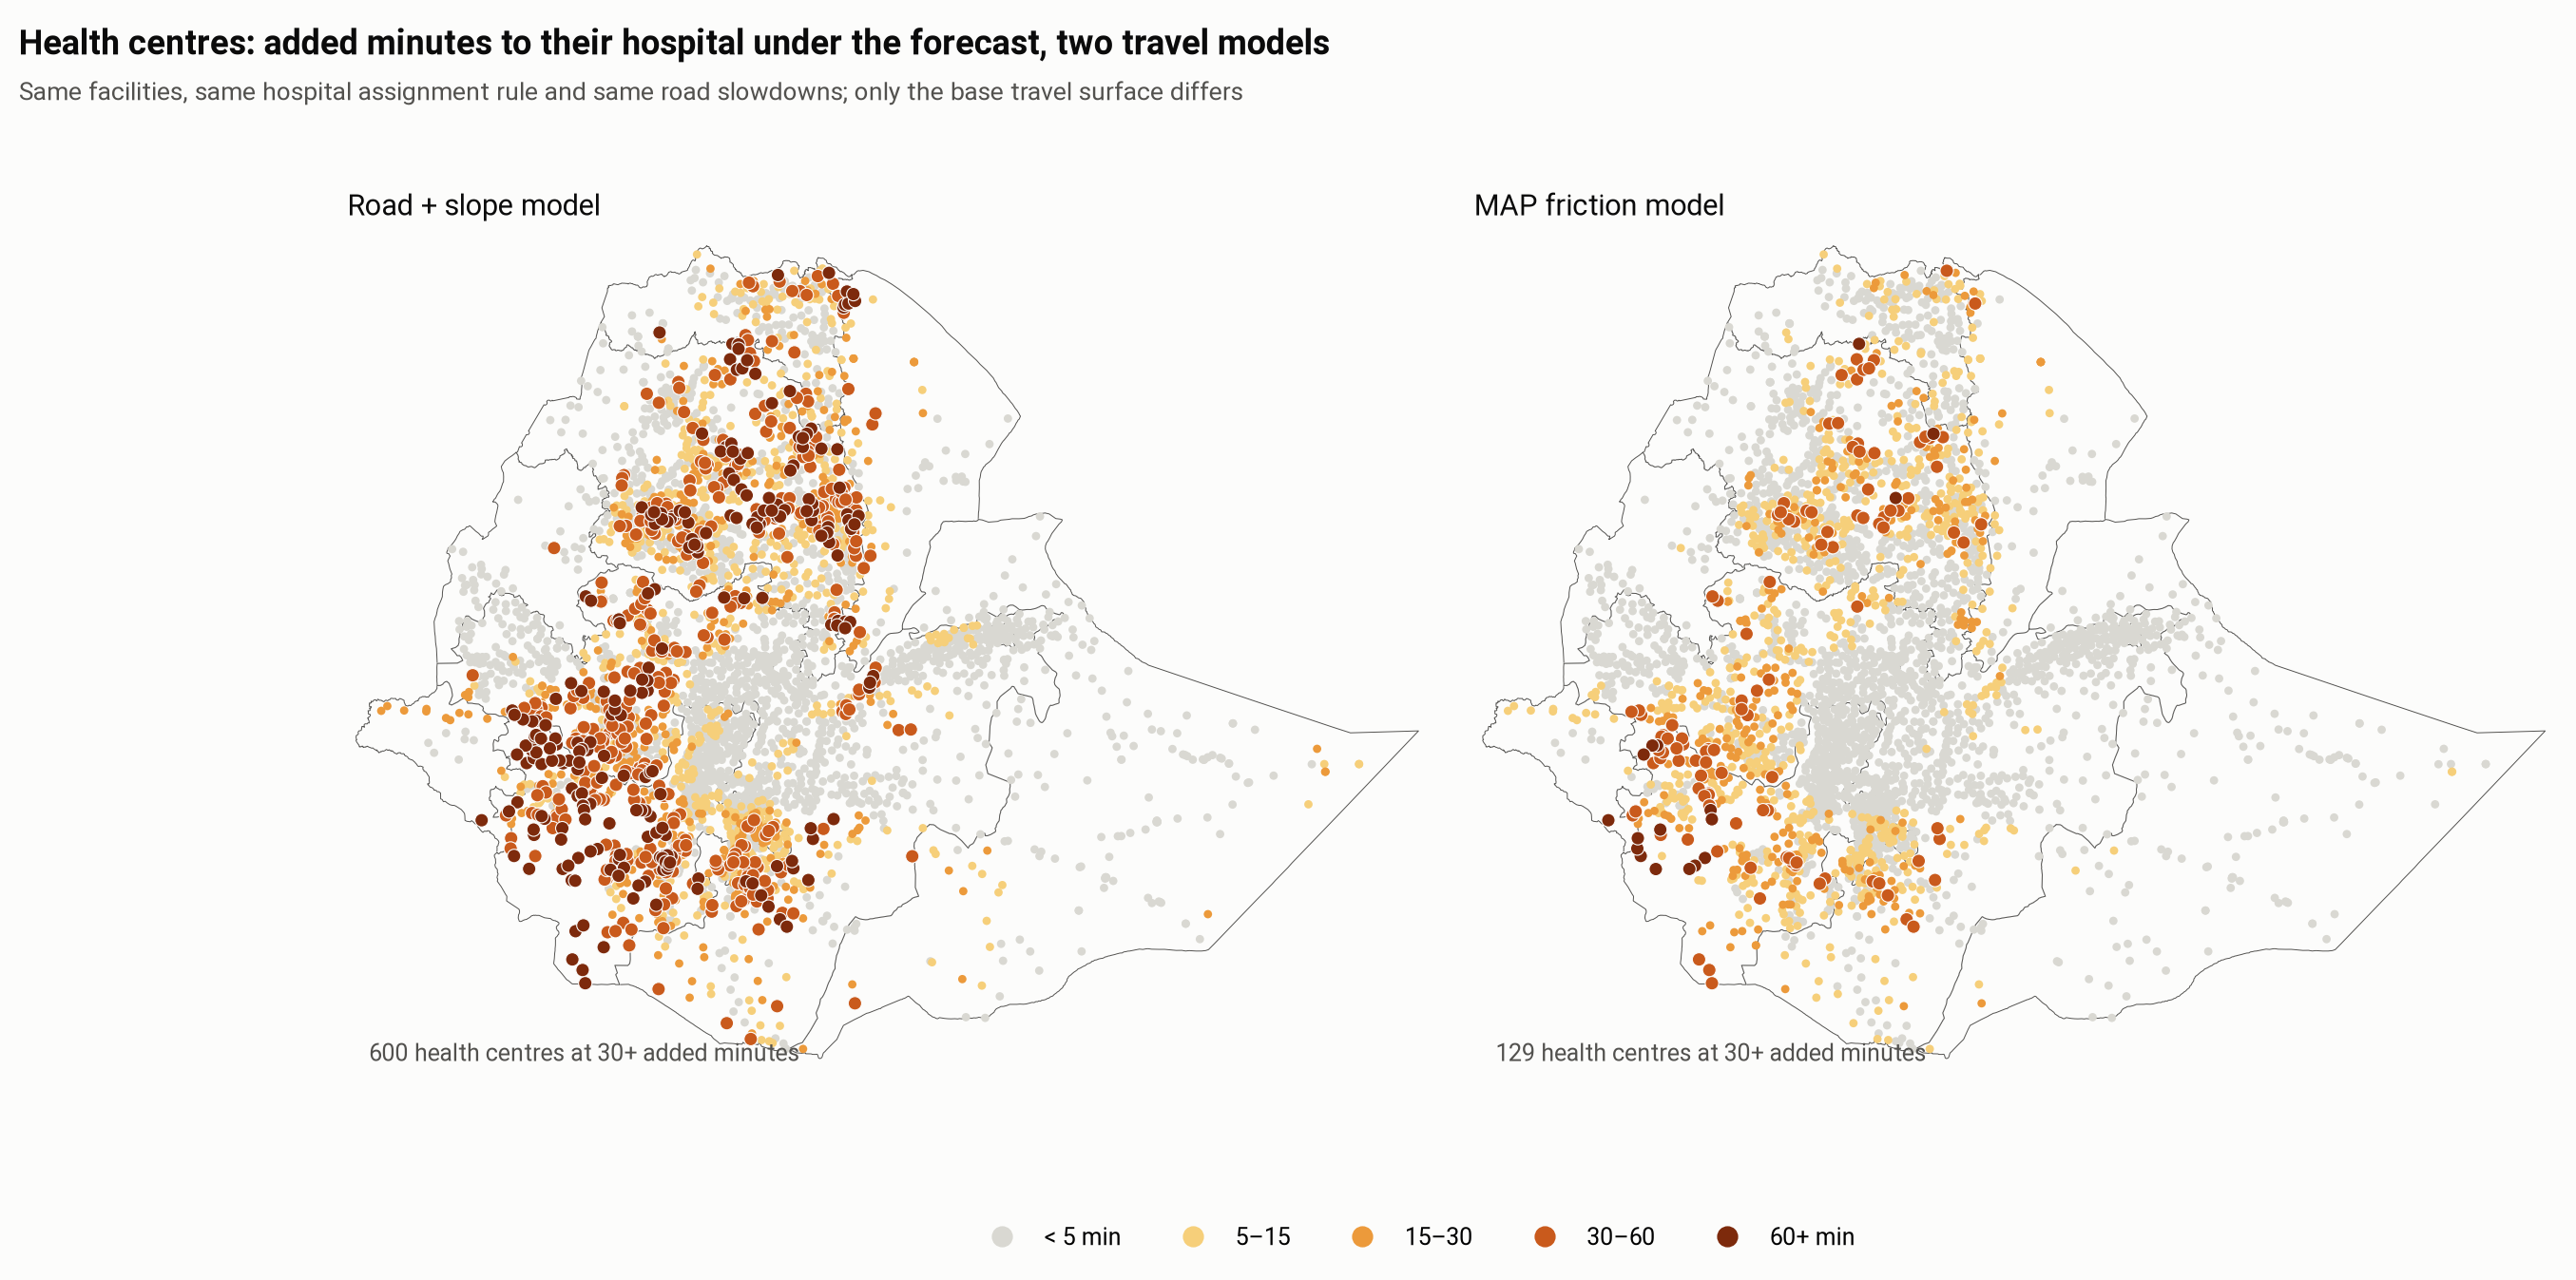 Health centres: added minutes to their hospital under the forecast, two travel models
Same facilities, same hospital assignment rule and same road slowdowns; only the base travel surface differs
Road + slope model
MAP friction model
600 health centres at 30+ added minutes
129 health centres at 30+ added minutes
< 5 min
5–15
15–30
30–60
60+ min